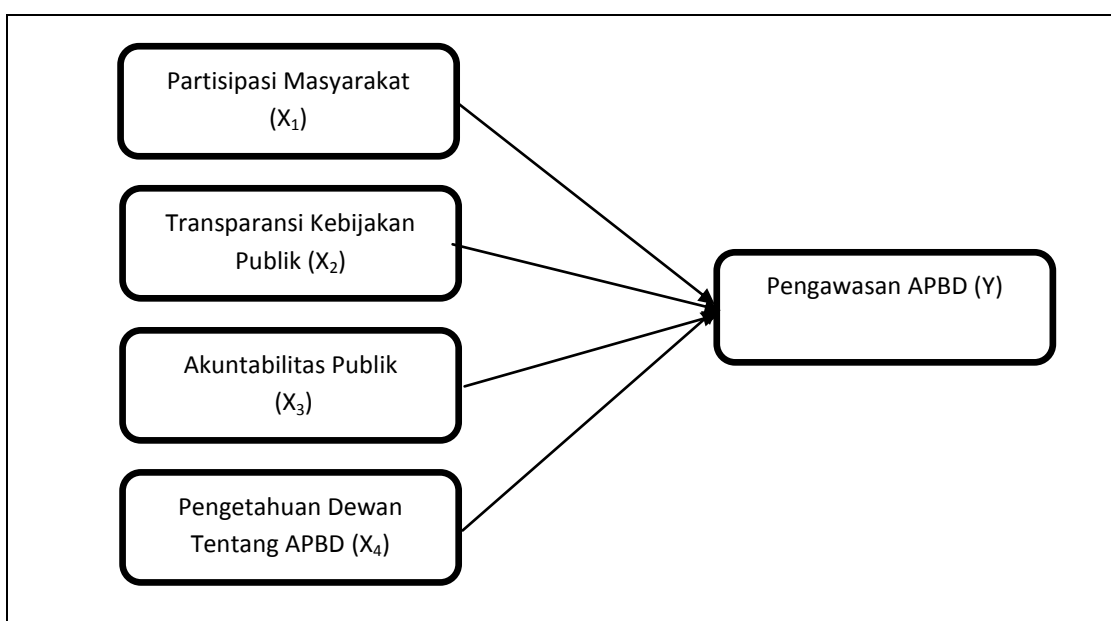 Partisipasi Masyarakat
(X₁)
Transparansi Kebijakan
Publik (X₂)
Akuntabilitas Publik
(X₃)
Pengetahuan Dewan
Tentang APBD (X₄)
Pengawasan APBD (Y)